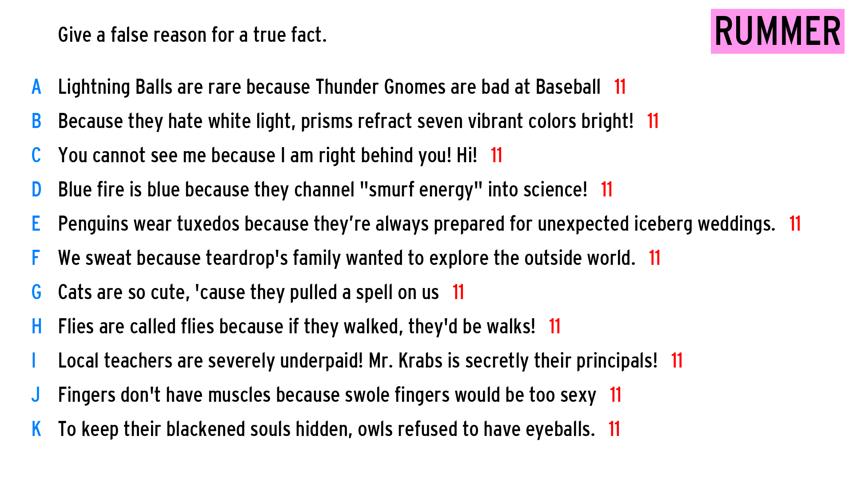 Give a false reason for a true fact.
RUMMER
A Lightning Balls are rare because Thunder Gnomes are bad at Baseball 11
B Because they hate white light, prisms refract seven vibrant colors bright! 11
C You cannot see me because I am right behind you! Hi! 11
D Blue fire is blue because they channel "smurf energy" into science! 11
E Penguins wear tuxedos because they’re always prepared for unexpected iceberg weddings. 11
F We sweat because teardrop's family wanted to explore the outside world. 11
G Cats are so cute, 'cause they pulled a spell on us 11
H Flies are called flies because if they walked, they'd be walks! 11
I Local teachers are severely underpaid! Mr. Krabs is secretly their principals! 11
J Fingers don't have muscles because swole fingers would be too sexy 11
K To keep their blackened souls hidden, owls refused to have eyeballs. 11